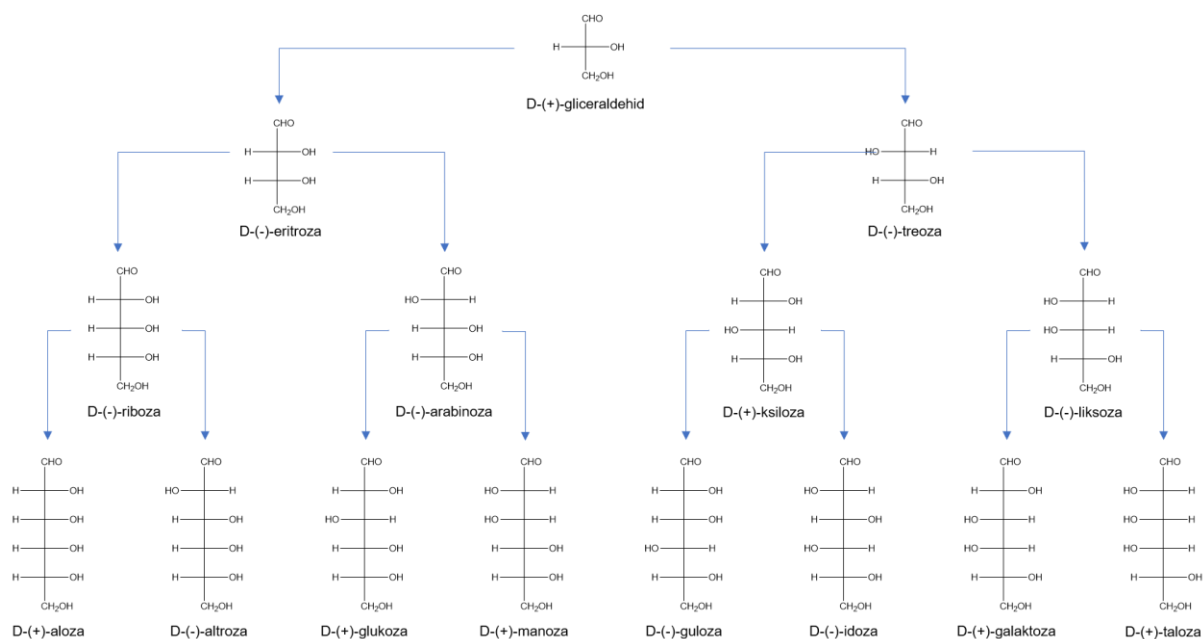 CHO
H OH
CH2OH
D-(+)-gliceraldehid
CHO CHO
H OH HO H
H OH H OH
CH2OH CH2OH
D-(-)-eritroza D-(-)-treoza
CHO CHO CHO CHO
H OH HO H H OH HO H
H OH H OH HO H HO H
H OH H OH H OH H OH
CH2OH CH2OH CH2OH CH2OH
D-(-)-riboza D-(-)-arabinoza D-(+)-ksiloza D-(-)-liksoza
CHO CHO CHO CHO CHO CHO CHO CHO
H OH HO H H OH HO H H OH HO H H OH HO H
H OH H OH HO H HO H H OH H OH HO H HO H
H OH H OH H OH H OH HO H HO H HO H HO H
H OH H OH H OH H OH H OH H OH H OH H OH
CH2OH CH2OH CH2OH CH2OH CH2OH CH2OH CH2OH CH2OH
D-(+)-aloza D-(-)-altroza D-(+)-glukoza D-(+)-manoza D-(-)-guloza D-(-)-idoza D-(+)-galaktoza D-(+)-taloza